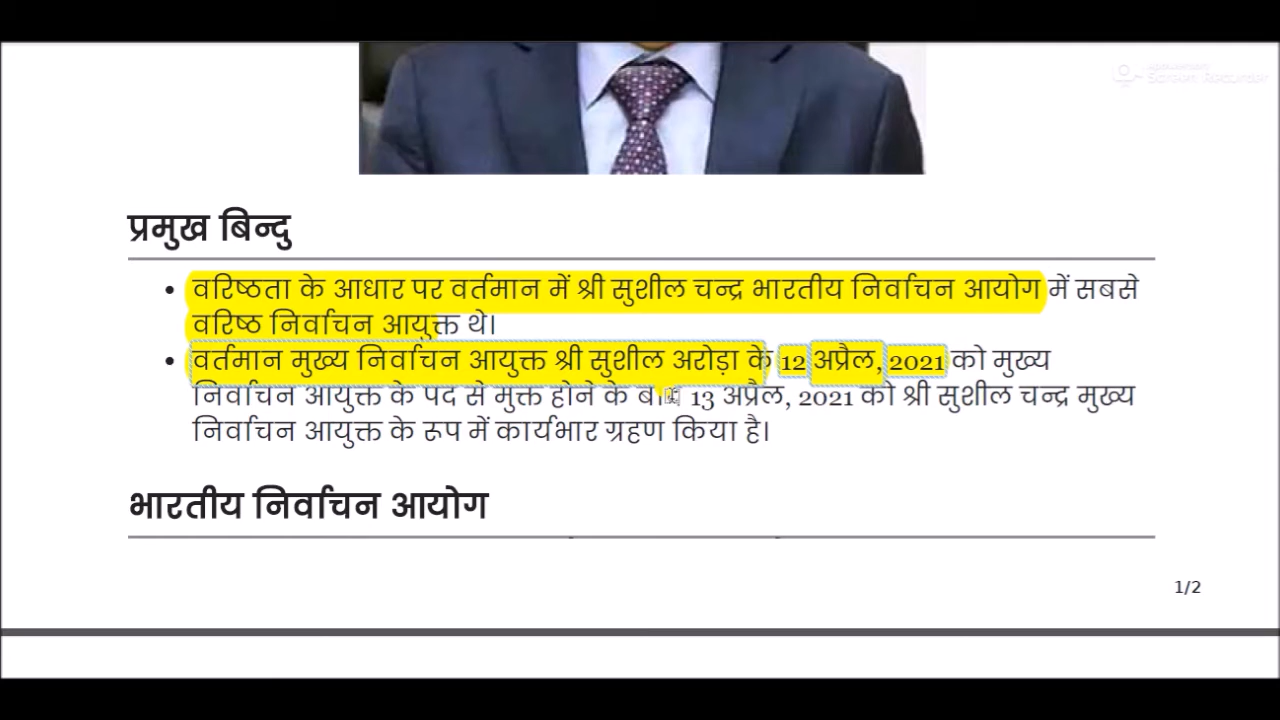 Screen Recorder
प्रमुख बिन्दु
• वरिष्ठता के आधार पर वर्तमान में श्री सुशील चन्द्र भारतीय निर्वाचन आयोग में सबसे
वरिष्ठ निर्वाचन आयुक्त थे।
• वर्तमान मुख्य निर्वाचन आयुक्त श्री सुशील अरोड़ा के 12 अप्रैल, 2021 को मुख्य
निर्वाचन आयुक्त के पद से मुक्त होने के 13 अप्रैल, 2021 को श्री सुशील चन्द्र मुख्य
निर्वाचन आयुक्त के रूप में कार्यभार ग्रहण किया है।
भारतीय निर्वाचन आयोग
1/2